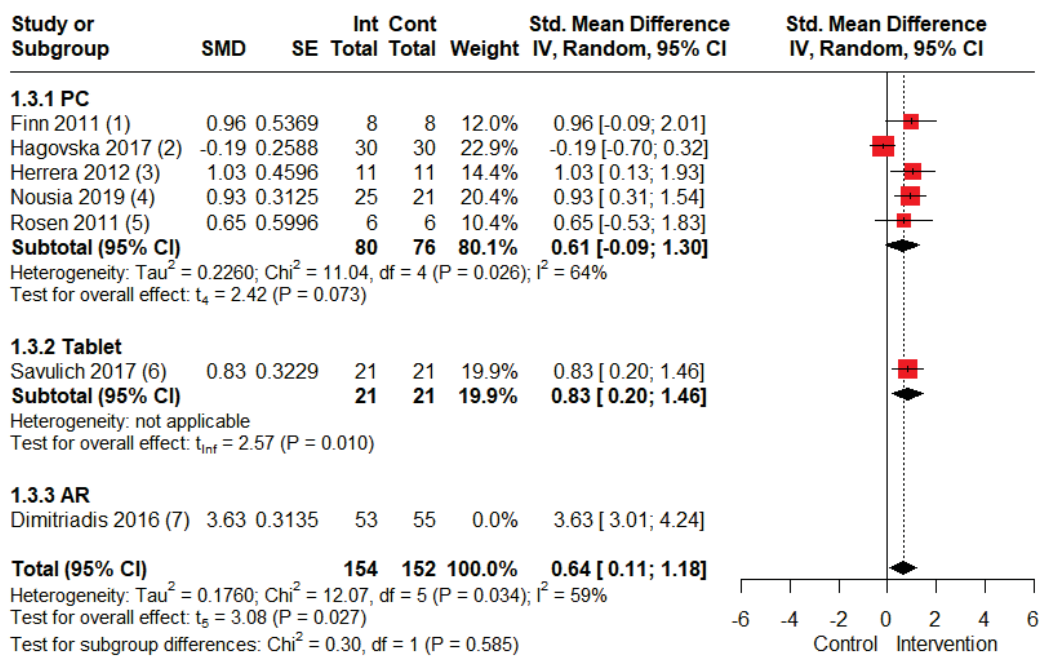 Study or Int Cont Std. Mean Difference Std. Mean Difference
Subgroup SMD SE Total Total Weight IV, Random, 95% CI IV, Random, 95% CI
1.3.1 PC
Finn 2011 (1) 0.96 0.5369 8 8 12.0% 0.96 [-0.09; 2.01]
Hagovska 2017 (2) -0.19 0.2588 30 30 22.9% -0.19 [-0.70; 0.32]
Herrera 2012 (3) 1.03 0.4596 11 11 14.4% 1.03 [ 0.13; 1.93]
Nousia 2019 (4) 0.93 0.3125 25 21 20.4% 0.93 [ 0.31; 1.54]
Rosen 2011 (5) 0.65 0.5996 6 6 10.4% 0.65 [-0.53; 1.83]
Subtotal (95% CI) 80 76 80.1% 0.61 [-0.09; 1.30]
Heterogeneity: Tau² = 0.2260; Chi² = 11.04, df = 4 (P = 0.026); I² = 64%
Test for overall effect: t₄ = 2.42 (P = 0.073)
1.3.2 Tablet
Savulich 2017 (6) 0.83 0.3229 21 21 19.9% 0.83 [ 0.20; 1.46]
Subtotal (95% CI) 21 21 19.9% 0.83 [ 0.20; 1.46]
Heterogeneity: not applicable
Test for overall effect: tInf = 2.57 (P = 0.010)
1.3.3 AR
Dimitriadis 2016 (7) 3.63 0.3135 53 55 0.0% 3.63 [ 3.01; 4.24]
Total (95% CI) 154 152 100.0% 0.64 [ 0.11; 1.18]
Heterogeneity: Tau² = 0.1760; Chi² = 12.07, df = 5 (P = 0.034); I² = 59%
Test for overall effect: t₅ = 3.08 (P = 0.027)
Test for subgroup differences: Chi² = 0.30, df = 1 (P = 0.585)
-6 -4 -2 0 2 4 6
Control Intervention